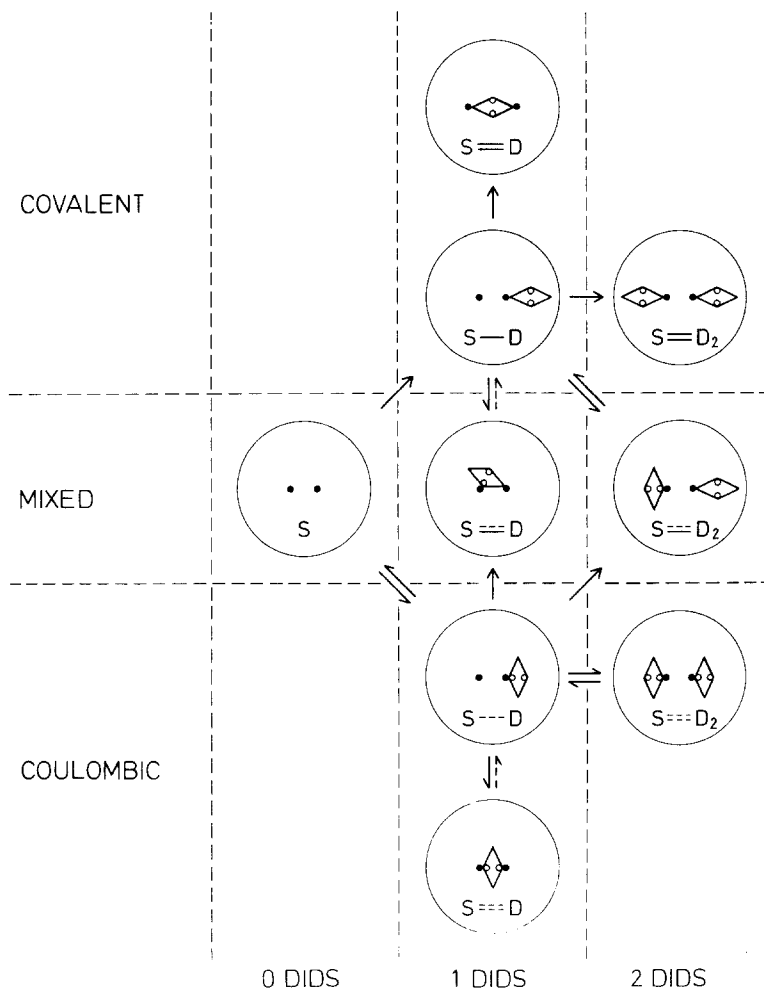 S═D
COVALENT
S—D
S═D₂
MIXED
S
S=̳D
S=̳D₂
S---D
S===D₂
COULOMBIC
S===D
0 DIDS
1 DIDS
2 DIDS